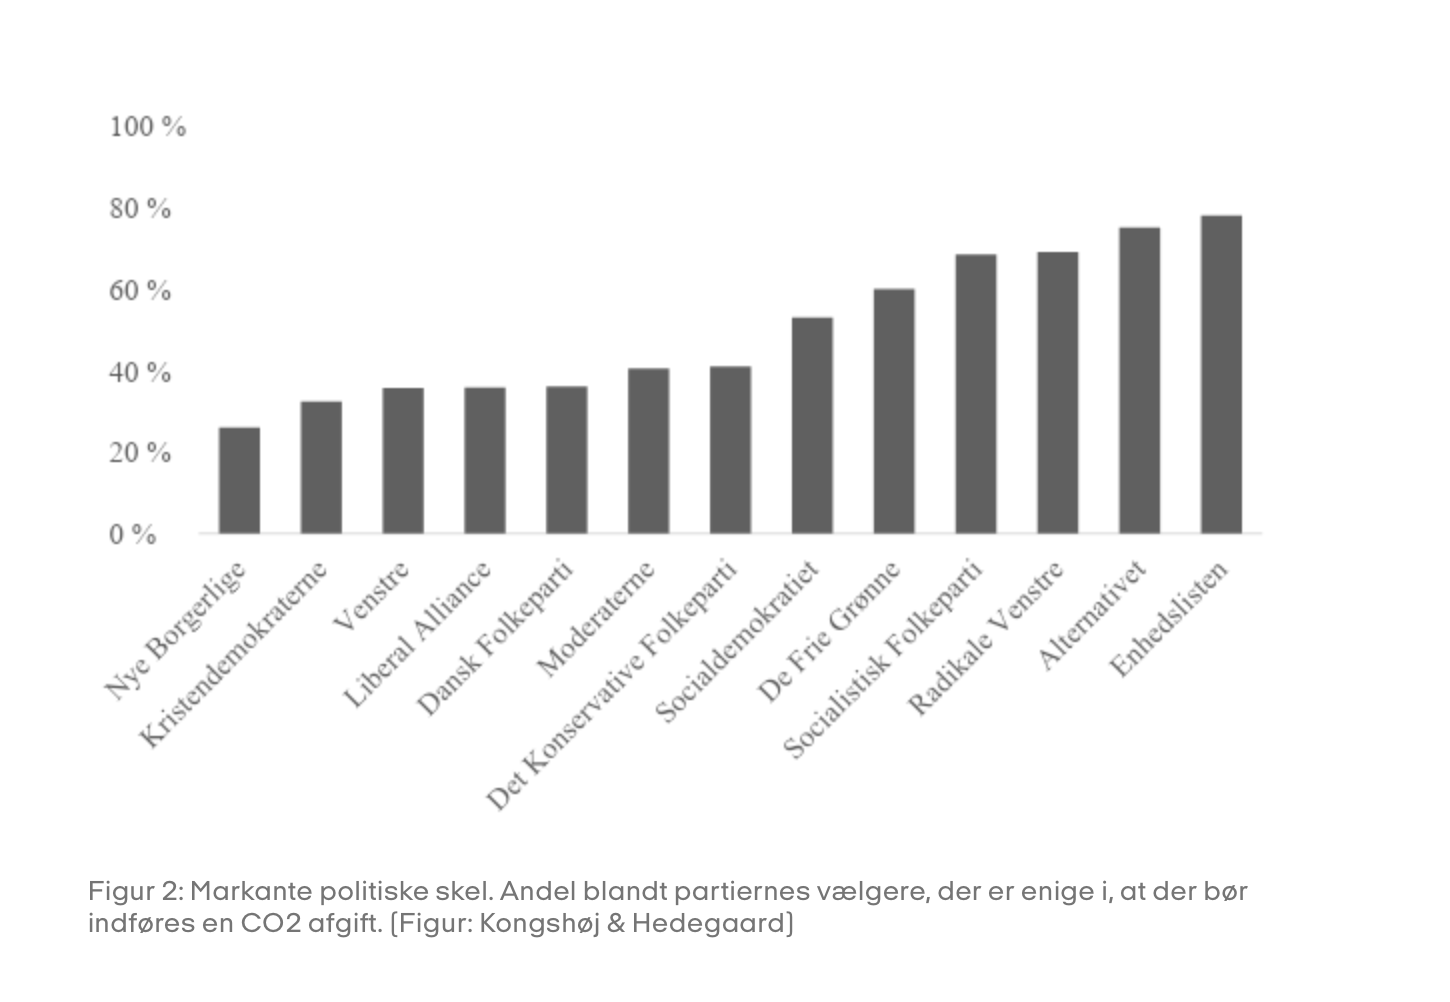 100 %
80 %
60 %
40 %
20 %
0 %
Nye Borgerlige
Kristendemokraterne
Venstre
Liberal Alliance
Dansk Folkeparti
Moderaterne
Det Konservative Folkeparti
Socialdemokratiet
De Frie Grønne
Socialistisk Folkeparti
Radikale Venstre
Alternativet
Enhedslisten
Figur 2: Markante politiske skel. Andel blandt partiernes vælgere, der er enige i, at der bør
indføres en CO2 afgift. (Figur: Kongshøj & Hedegaard)